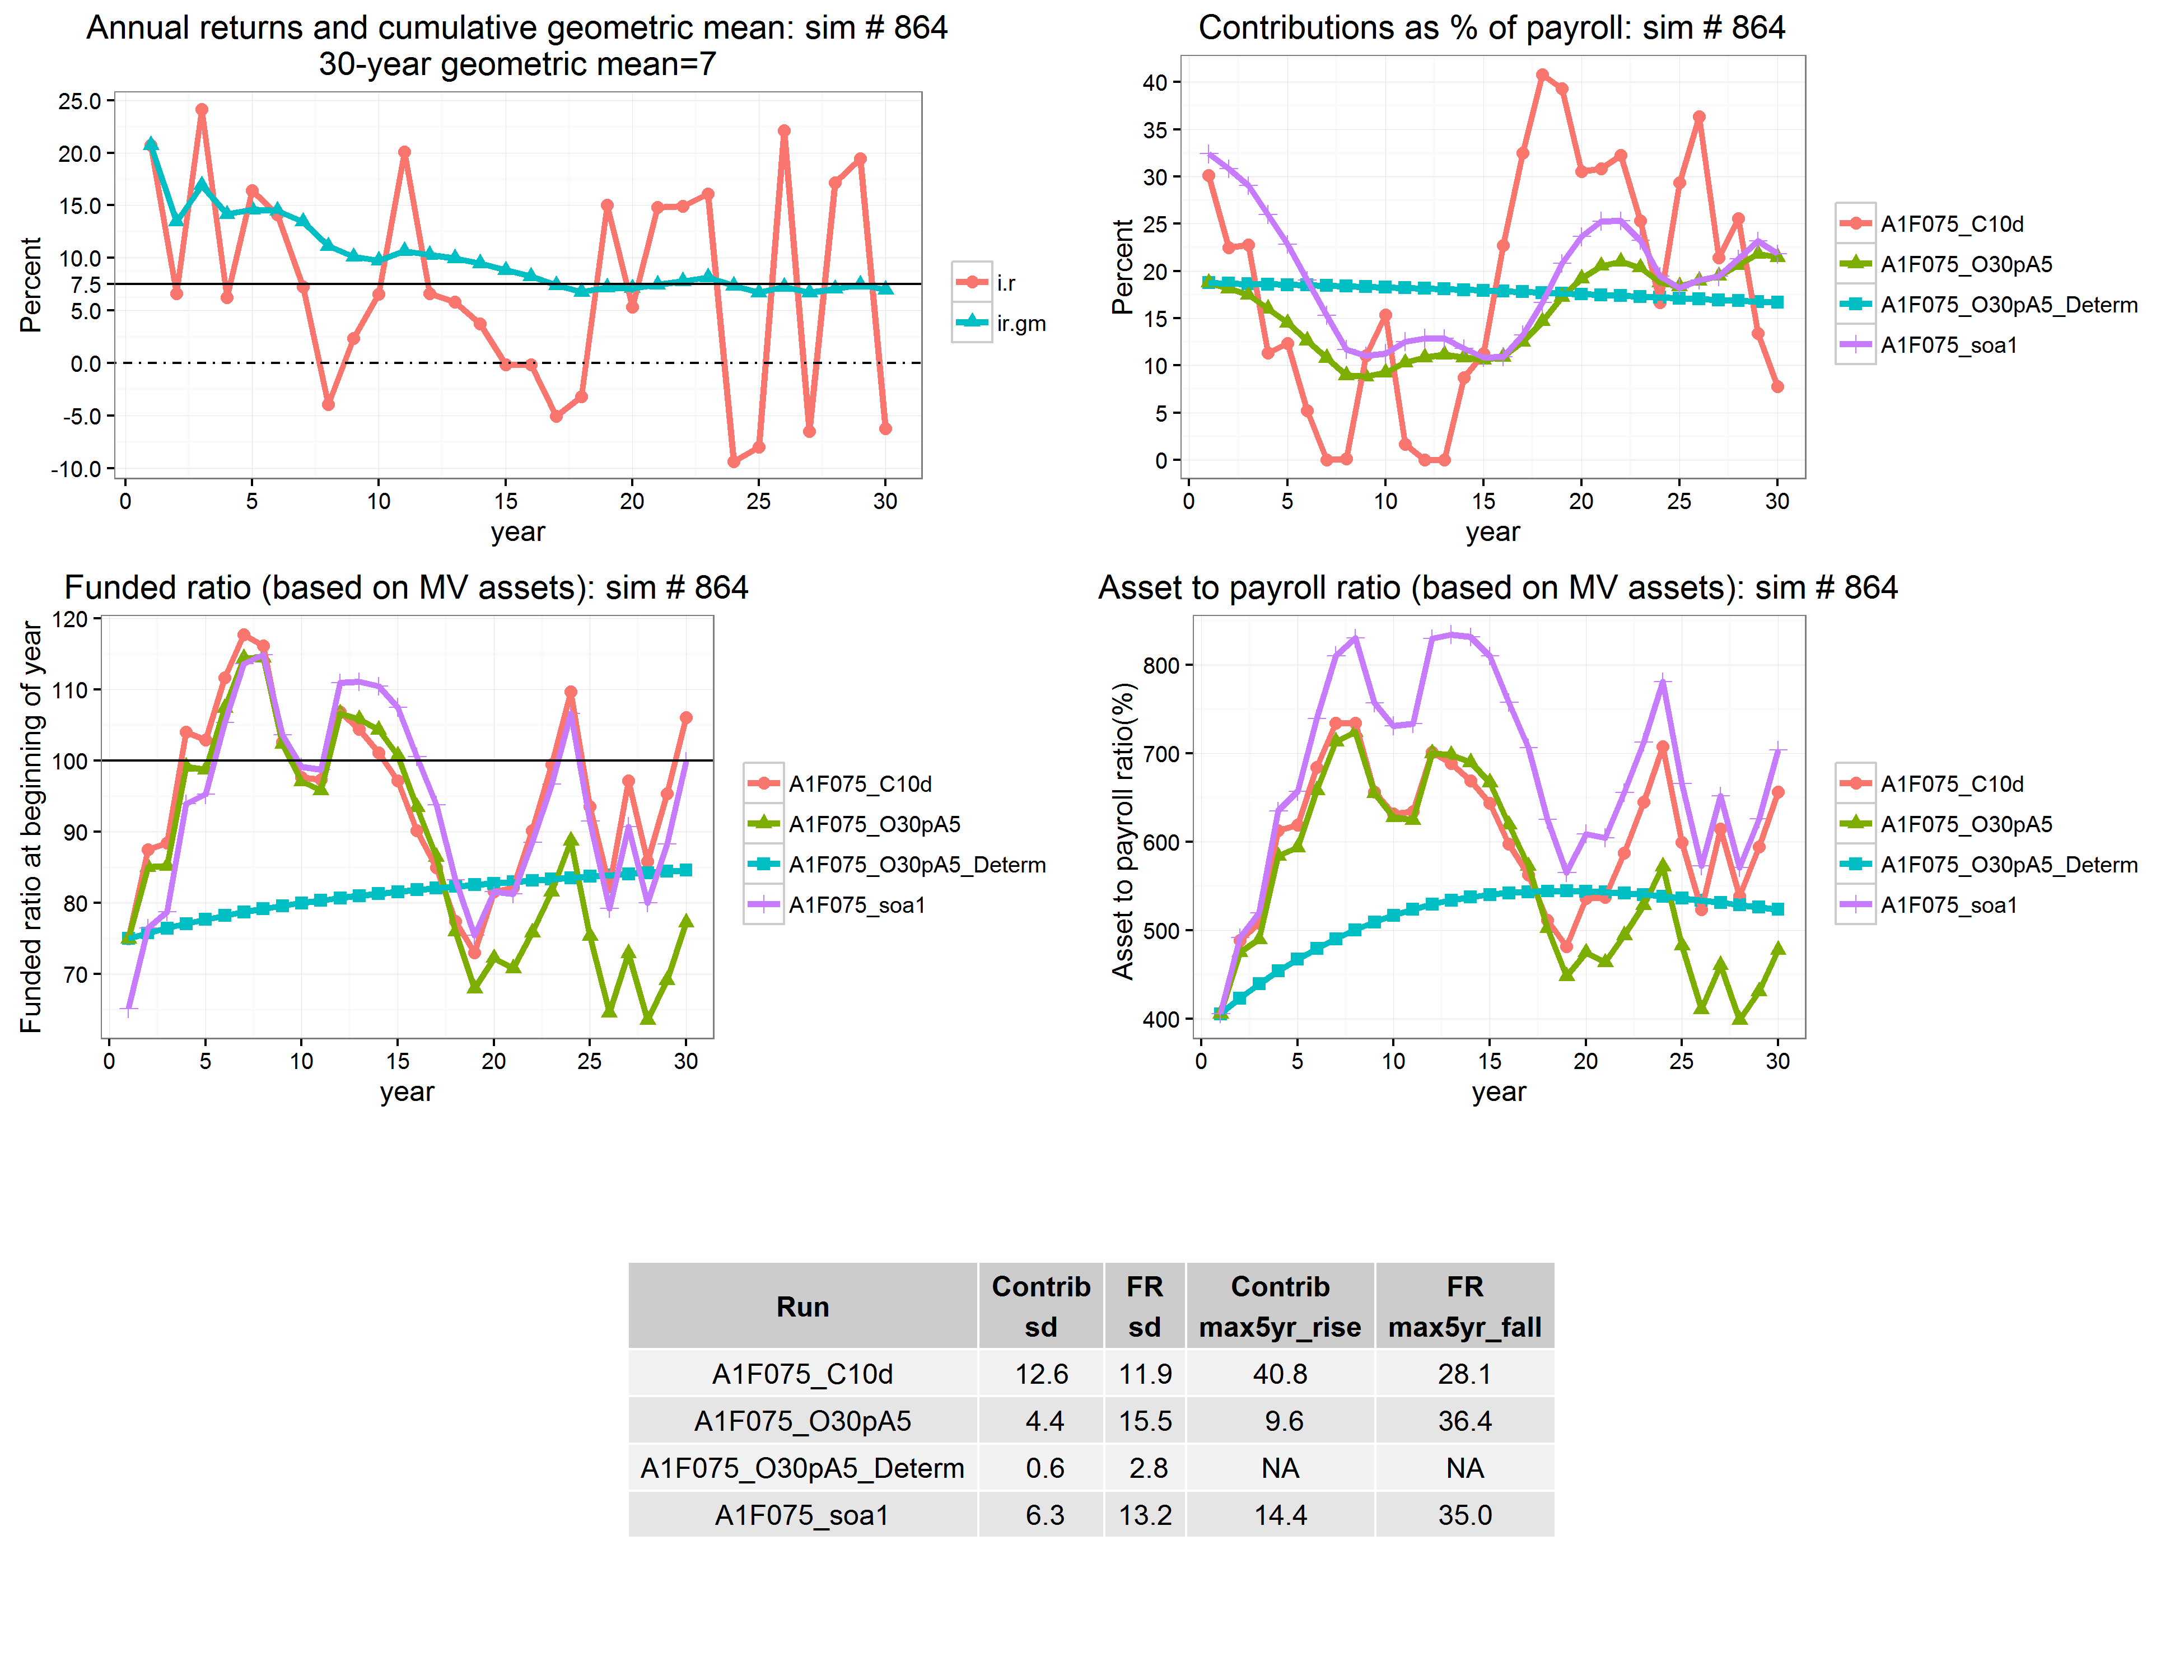 Annual returns and cumulative geometric mean: sim # 864
30-year geometric mean=7
Percent
25.0
20.0
15.0
10.0
7.5
5.0
0.0
-5.0
-10.0
0 5 10 15 20 25 30
year
i.r
ir.gm
Contributions as % of payroll: sim # 864
Percent
40
35
30
25
20
15
10
5
0
0 5 10 15 20 25 30
year
A1F075_C10d
A1F075_O30pA5
A1F075_O30pA5_Determ
A1F075_soa1
Funded ratio (based on MV assets): sim # 864
Funded ratio at beginning of year
120
110
100
90
80
70
0 5 10 15 20 25 30
year
A1F075_C10d
A1F075_O30pA5
A1F075_O30pA5_Determ
A1F075_soa1
Asset to payroll ratio (based on MV assets): sim # 864
Asset to payroll ratio(%)
800
700
600
500
400
0 5 10 15 20 25 30
year
A1F075_C10d
A1F075_O30pA5
A1F075_O30pA5_Determ
A1F075_soa1
Run Contrib sd FR sd Contrib max5yr_rise FR max5yr_fall
A1F075_C10d 12.6 11.9 40.8 28.1
A1F075_O30pA5 4.4 15.5 9.6 36.4
A1F075_O30pA5_Determ 0.6 2.8 NA NA
A1F075_soa1 6.3 13.2 14.4 35.0